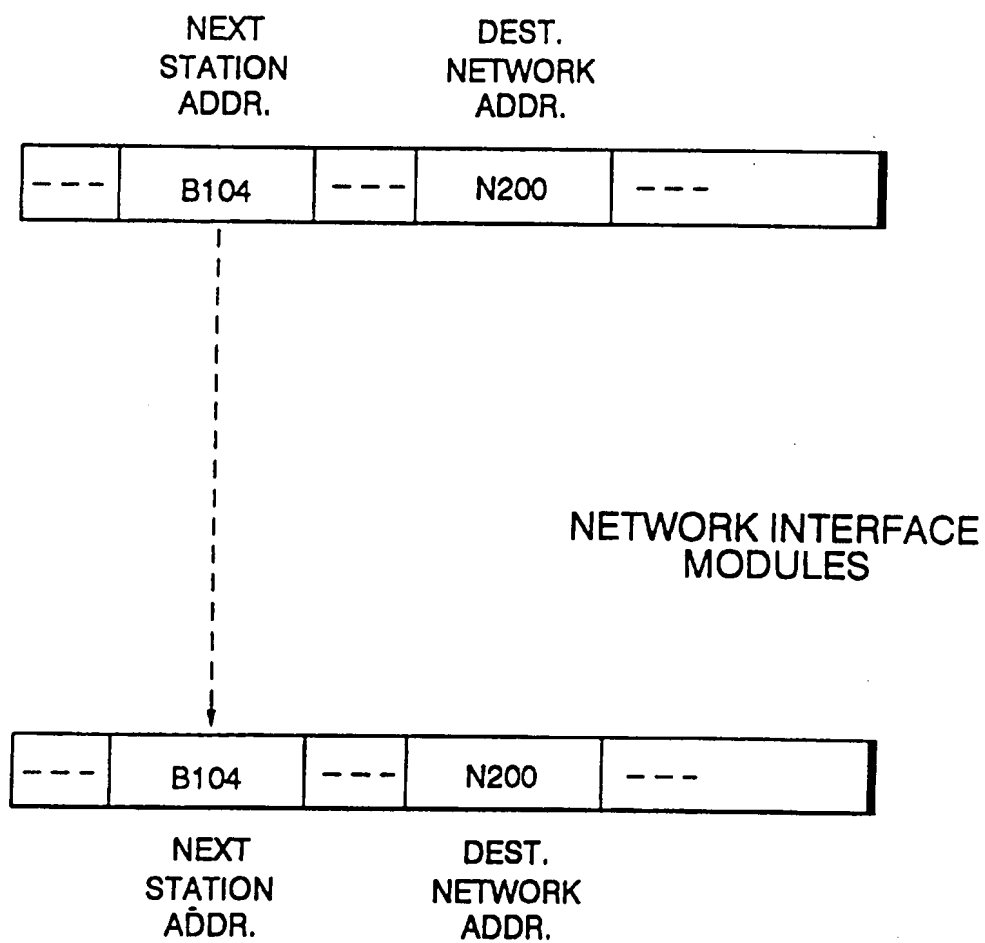 NEXT STATION ADDR.
DEST. NETWORK ADDR.
--- B104 --- N200 ---
NETWORK INTERFACE
MODULES
--- B104 --- N200 ---
NEXT STATION ADDR.
DEST. NETWORK ADDR.